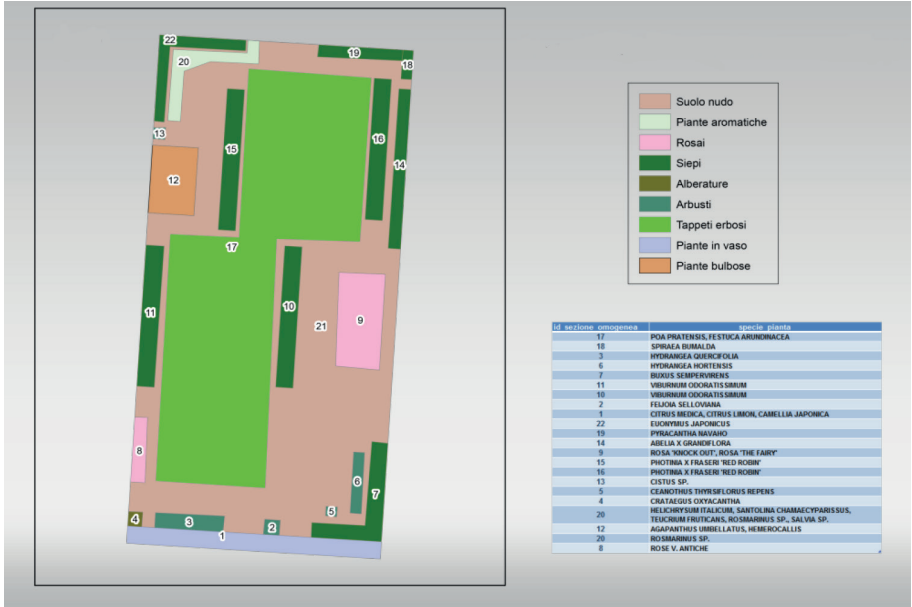 22
19
20
18
16
13
15
14
12
17
11
10
21
9
8
6
7
5
4
3
2
1
Suolo nudo
Piante aromatiche
Rosai
Siepi
Alberature
Arbusti
Tappeti erbosi
Piante in vaso
Piante bulbose
id_sezione_omogenea specie_pianta
17 POA PRATENSIS, FESTUCA ARUNDINACEA
18 SPIRAEA BUMALDA
3 HYDRANGEA QUERCIFOLIA
6 HYDRANGEA HORTENSIS
7 BUXUS SEMPERVIRENS
11 VIBURNUM ODORATISSIMUM
10 VIBURNUM ODORATISSIMUM
2 FEIJOIA SELLOVIANA
1 CITRUS MEDICA, CITRUS LIMON, CAMELLIA JAPONICA
22 EUONYMUS JAPONICUS
19 PYRACANTHA NAVAHO
14 ABELIA X GRANDIFLORA
9 ROSA 'KNOCK OUT', ROSA 'THE FAIRY'
15 PHOTINIA X FRASERI 'RED ROBIN'
16 PHOTINIA X FRASERI 'RED ROBIN'
13 CISTUS SP.
5 CEANOTHUS THYRSIFLORUS REPENS
4 CRATAEGUS OXYACANTHA
20 HELICHRYSUM ITALICUM, SANTOLINA CHAMAECYPARISSUS,
TEUCRIUM FRUTICANS, ROSMARINUS SP., SALVIA SP.
12 AGAPANTHUS UMBELLATUS, HEMEROCALLIS
20 ROSMARINUS SP.
8 ROSE V. ANTICHE